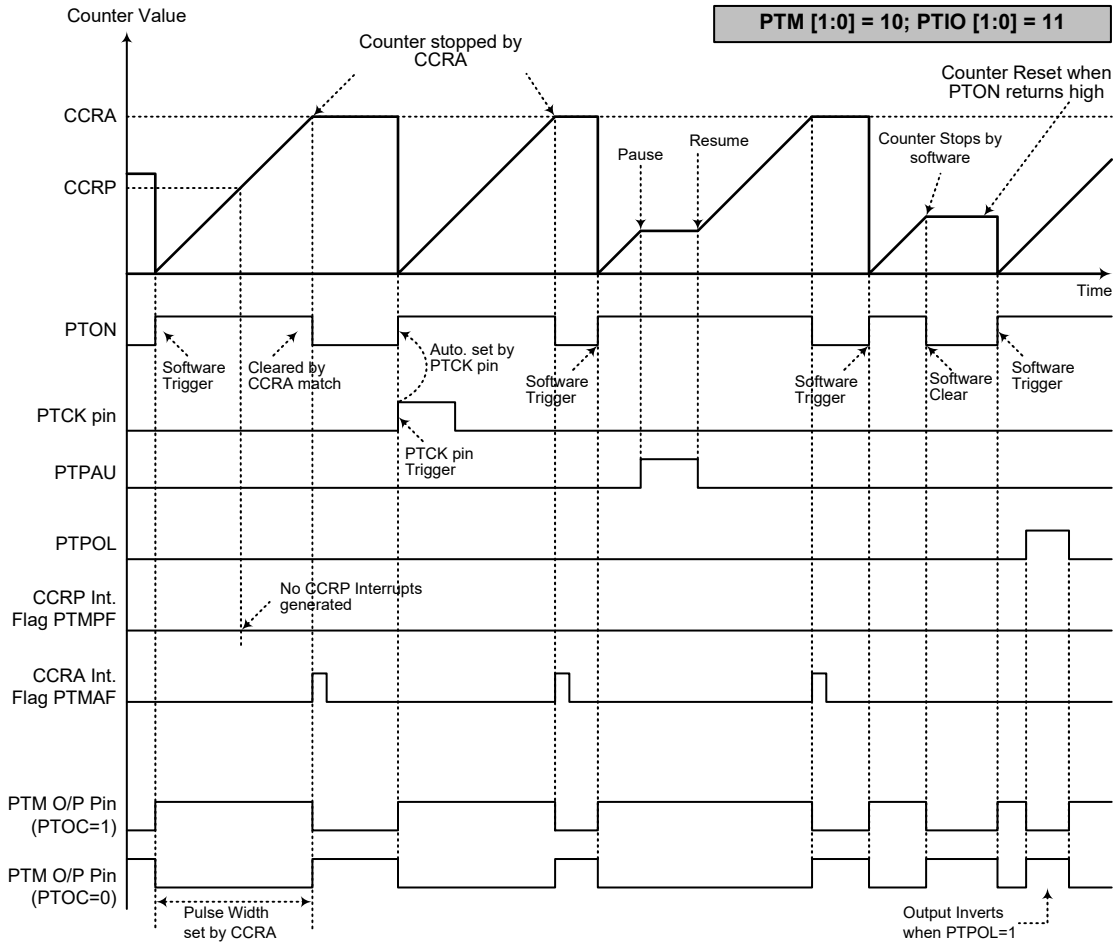 Counter Value
PTM [1:0] = 10; PTIO [1:0] = 11
Counter stopped by
CCRA
Counter Reset when
PTON returns high
CCRA
Pause
Resume
Counter Stops by
software
CCRP
Time
PTON
Software
Trigger
Cleared by
CCRA match
Auto. set by
PTCK pin
Software
Trigger
Software
Trigger
Software
Clear
Software
Trigger
PTCK pin
PTCK pin
Trigger
PTPAU
PTPOL
CCRP Int.
Flag PTMPF
No CCRP Interrupts
generated
CCRA Int.
Flag PTMAF
PTM O/P Pin
(PTOC=1)
PTM O/P Pin
(PTOC=0)
Pulse Width
set by CCRA
Output Inverts
when PTPOL=1